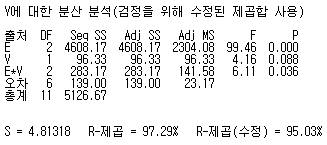 Y에 대한 분산 분석(검정을 위해 수정된 제곱합 사용)
출처 DF Seq SS Adj SS Adj MS F P
E 2 4608.17 4608.17 2304.08 99.46 0.000
V 1 96.33 96.33 96.33 4.16 0.088
E*V 2 283.17 283.17 141.58 6.11 0.036
오차 6 139.00 139.00 23.17
총계 11 5126.67
S = 4.81318 R-제곱 = 97.29% R-제곱(수정) = 95.03%